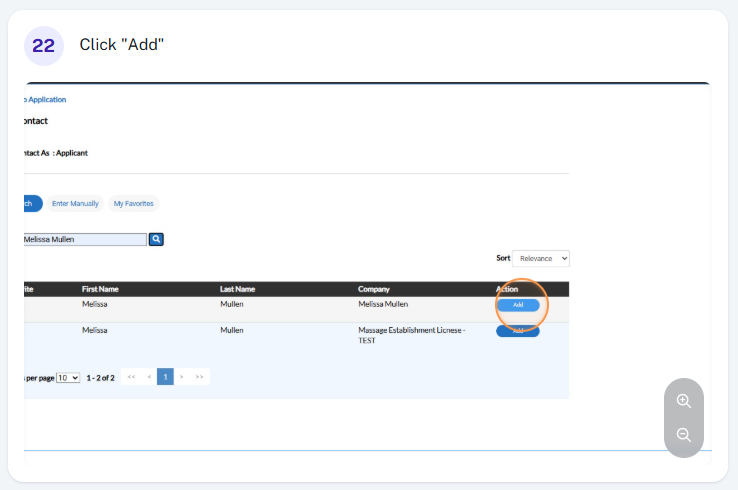 22 Click "Add"
o Application
ontact
ntact As : Applicant
ch Enter Manually My Favorites
Melissa Mullen
Sort Relevance
ite First Name Last Name Company Action
Melissa Mullen Melissa Mullen Add
Melissa Mullen Massage Establishment Licnese - Add
TEST
s per page 10 1 - 2 of 2 << < 1 > >>